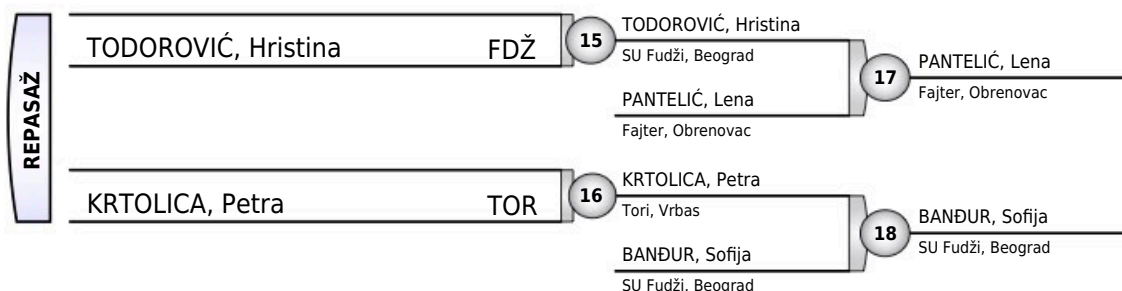 REPASAŽ
TODOROVIĆ, Hristina FDŽ
15
TODOROVIĆ, Hristina
SU Fudži, Beograd
PANTELIĆ, Lena
Fajter, Obrenovac
17
PANTELIĆ, Lena
Fajter, Obrenovac
KRTOLICA, Petra TOR
16
KRTOLICA, Petra
Tori, Vrbas
BANĐUR, Sofija
SU Fudži, Beograd
18
BANĐUR, Sofija
SU Fudži, Beograd